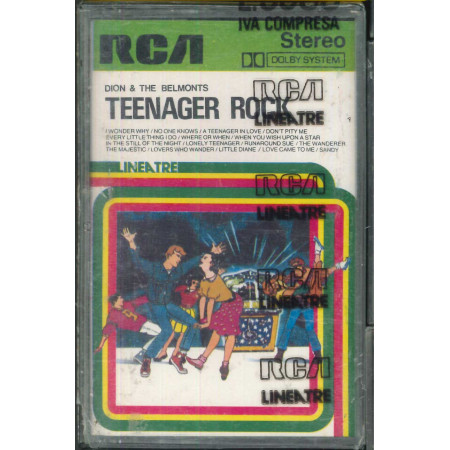 IVA COMPRESA
RCA
Stereo
DOLBY SYSTEM
DION & THE BELMONTS
RCA
TEENAGER ROCK
LINEATRE
I WONDER WHY / NO ONE KNOWS / A TEENAGER IN LOVE / DON'T PITY ME
EVERY LITTLE THING I DO / WHERE OR WHEN / WHEN YOU WISH UPON A STAR
IN THE STILL OF THE NIGHT / LONELY TEENAGER / RUNAROUND SUE / THE WANDERER
THE MAJESTIC / LOVERS WHO WANDER / LITTLE DIANE / LOVE CAME TO ME / SANDY
LINEATRE
RCA
LINEATRE
RCA
LINEATRE
RCA
LINEATRE